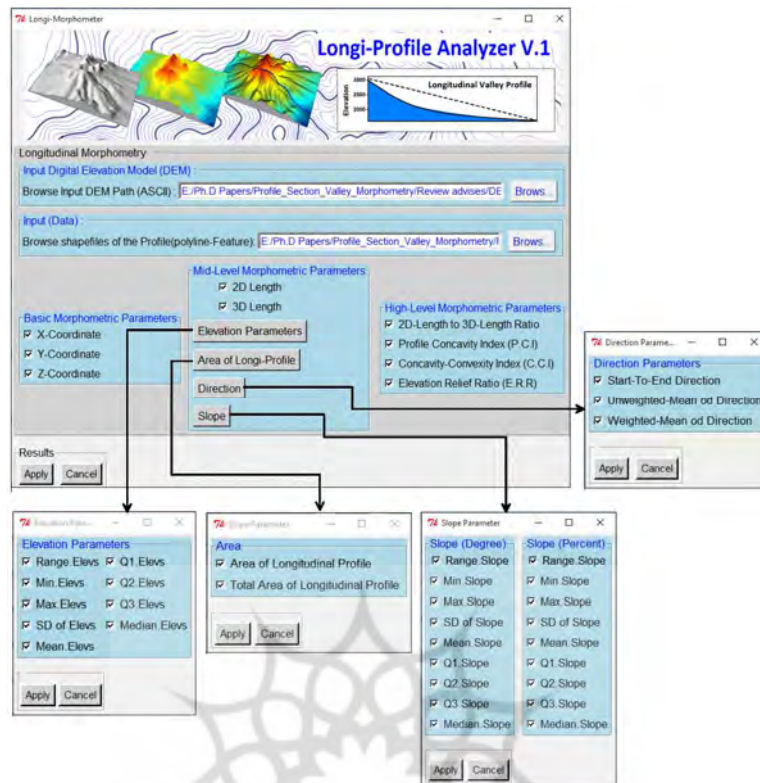 Longi-Morphometer
Longi-Profile Analyzer V.1
Longitudinal Valley Profile
Elevation
Longitudinal Morphometry
Input Digital Elevation Model (DEM) :
Browse Input DEM Path (ASCII) : E:/Ph.D Papers/Profile_Section_Valley_Morphometry/Review advises/DE Brows...
Input (Data) :
Browse shapefiles of the Profile(polyline-Feature): E:/Ph.D Papers/Profile_Section_Valley_Morphometry/ Brows...
Basic Morphometric Parameters
X-Coordinate
Y-Coordinate
Z-Coordinate
Mid-Level Morphometric Parameters
2D Length
3D Length
Elevation Parameters
Area of Longi-Profile
Direction
Slope
High-Level Morphometric Parameters
2D-Length to 3D-Length Ratio
Profile Concavity Index (P.C.I)
Concavity-Convexity Index (C.C.I)
Elevation Relief Ratio (E.R.R)
Results
Apply Cancel
Direction Parame...
Direction Parameters
Start-To-End Direction
Unweighted-Mean od Direction
Weighted-Mean od Direction
Apply Cancel
Elevation Para...
Elevation Parameters
Range.Elevs Q1.Elevs
Min.Elevs Q2.Elevs
Max.Elevs Q3.Elevs
SD of Elevs Median.Elevs
Mean.Elevs
Apply Cancel
Area
Area of Longitudinal Profile
Total Area of Longitudinal Profile
Apply Cancel
Slope Parameter
Slope (Degree) Slope (Percent)
Range.Slope Range.Slope
Min.Slope Min.Slope
Max.Slope Max.Slope
SD of Slope SD of Slope
Mean.Slope Mean.Slope
Q1.Slope Q1.Slope
Q2.Slope Q2.Slope
Q3.Slope Q3.Slope
Median.Slope Median.Slope
Apply Cancel